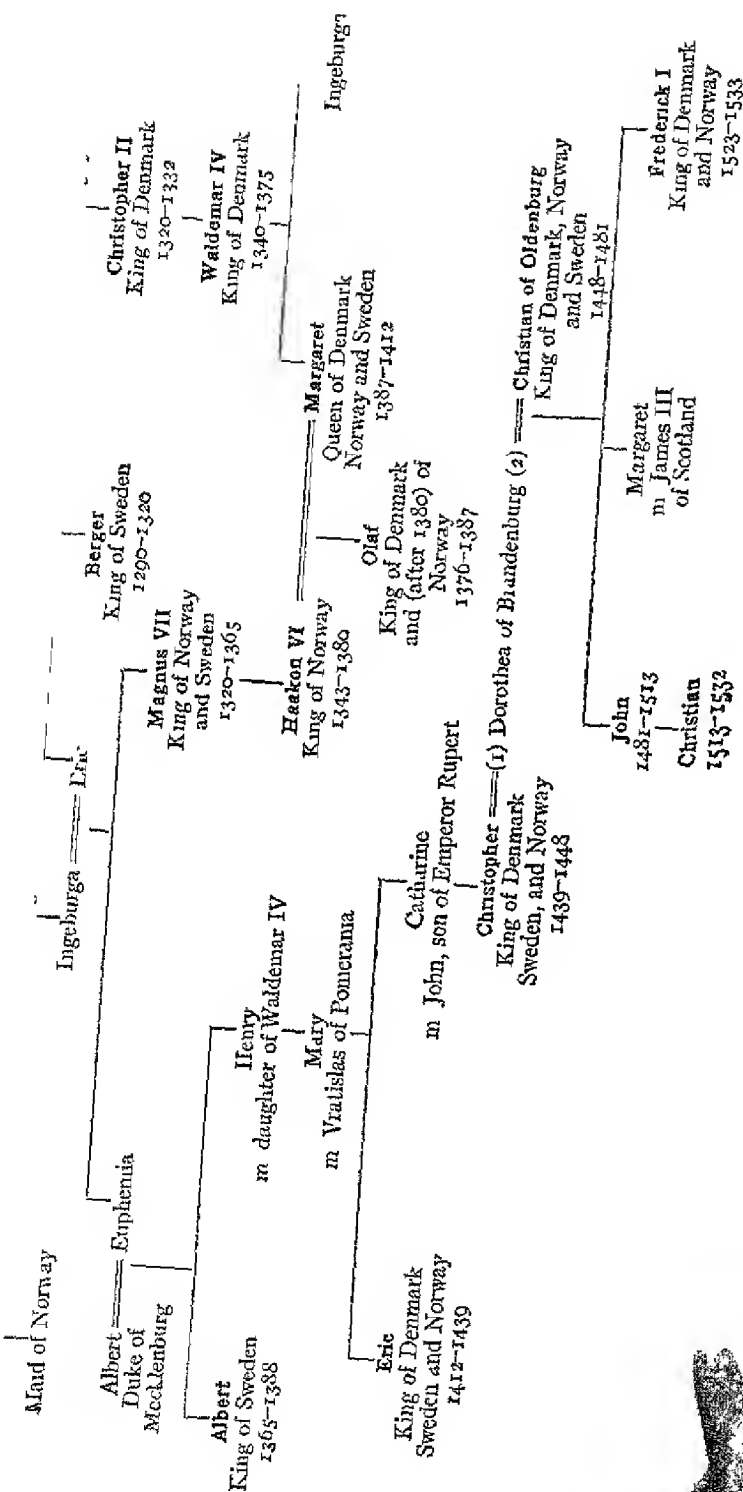 Maid of Norway
Ingeburga
Eric
Berger
King of Sweden
1290–1320
Christopher II
King of Denmark
1320–1332
Albert
Duke of
Mecklenburg
Euphemia
Magnus VII
King of Norway
and Sweden
1320–1365
Waldemar IV
King of Denmark
1340–1375
Albert
King of Sweden
1365–1388
Henry
m daughter of Waldemar IV
Haakon VI
King of Norway
1343–1380
Margaret
Queen of Denmark
Norway and Sweden
1387–1412
Ingeburg
Mary
m Vratislas of Pomerania
Olaf
King of Denmark
and (after 1380) of
Norway
1376–1387
Eric
King of Denmark
Sweden and Norway
1412–1439
Catharine
m John, son of Emperor Rupert
Christopher
King of Denmark
Sweden, and Norway
1439–1448
(1) Dorothea of Brandenburg (2)
Christian of Oldenburg
King of Denmark, Norway
and Sweden
1448–1481
John
1481–1513
Margaret
m James III
of Scotland
Frederick I
King of Denmark
and Norway
1523–1533
Christian
1513–1532